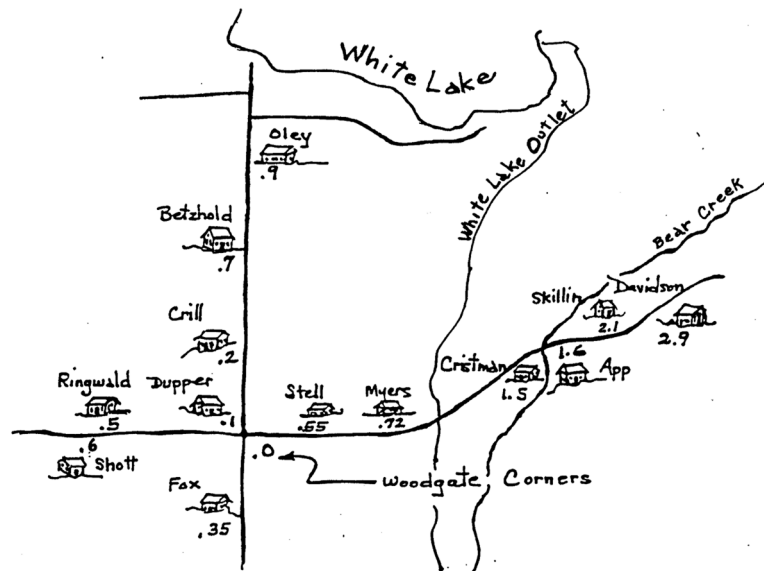 White Lake
Oley
.9
White Lake Outlet
Betzhold
.7
Bear Creek
Skillin
Davidson
2.1
2.9
Crill
.2
1.6
Cristman
1.5
App
Ringwald
.5
Dupper
.1
Stell
.55
Myers
.72
.6
Shott
.0
Woodgate Corners
Fox
.35